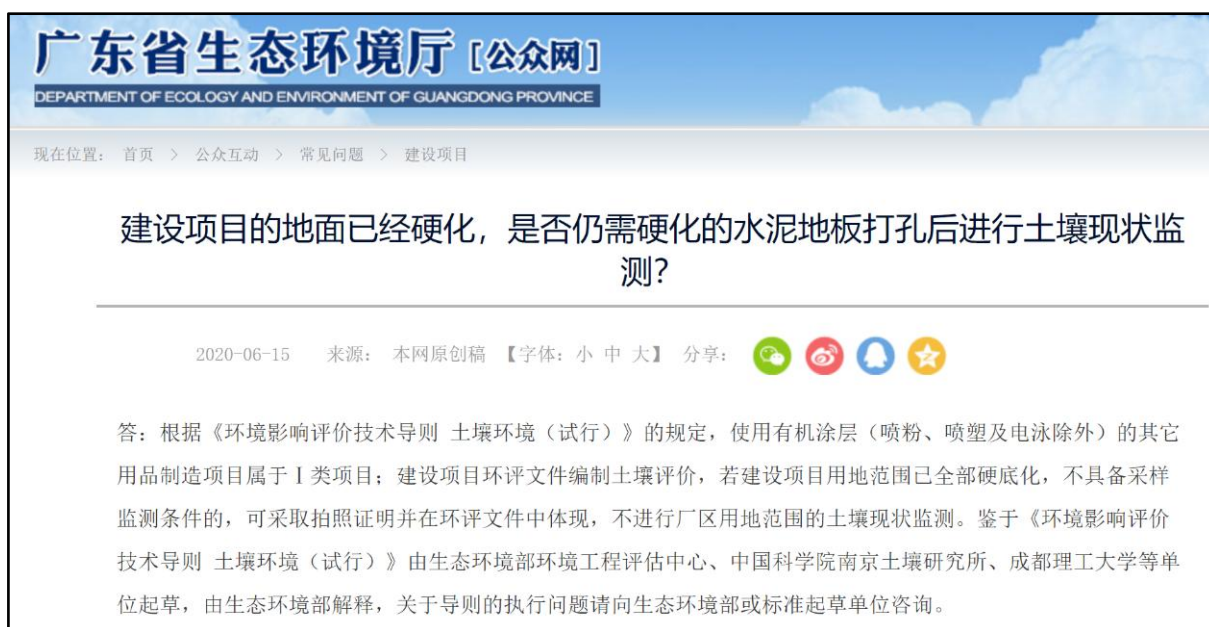 广东省生态环境厅 [公众网]
DEPARTMENT OF ECOLOGY AND ENVIRONMENT OF GUANGDONG PROVINCE
现在位置： 首页 > 公众互动 > 常见问题 > 建设项目
建设项目的地面已经硬化，是否仍需硬化的水泥地板打孔后进行土壤现状监
测？
2020-06-15 来源： 本网原创稿 【字体：小 中 大】 分享：
答：根据《环境影响评价技术导则 土壤环境（试行）》的规定，使用有机涂层（喷粉、喷塑及电泳除外）的其它
用品制造项目属于Ⅰ类项目；建设项目环评文件编制土壤评价，若建设项目用地范围已全部硬底化，不具备采样
监测条件的，可采取拍照证明并在环评文件中体现，不进行厂区用地范围的土壤现状监测。鉴于《环境影响评价
技术导则 土壤环境（试行）》由生态环境部环境工程评估中心、中国科学院南京土壤研究所、成都理工大学等单
位起草，由生态环境部解释，关于导则的执行问题请向生态环境部或标准起草单位咨询。